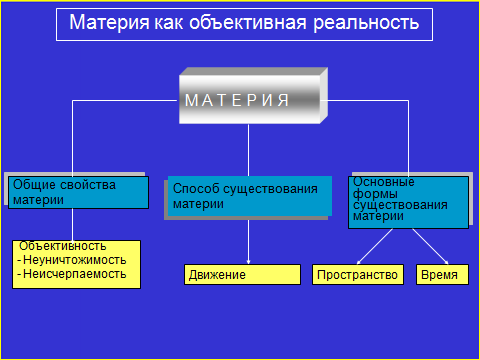 Материя как объективная реальность
МАТЕРИЯ
Общие свойства
материи
Способ существования
материи
Основные
формы
существования
материи
Объективность
- Неуничтожимость
- Неисчерпаемость
Движение
Пространство
Время